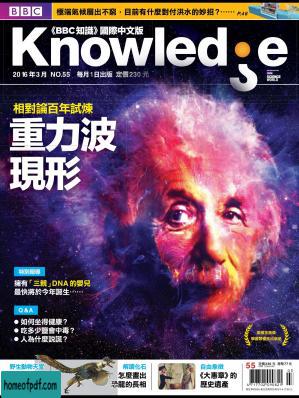 BBC
極端氣候層出不窮，目前有什麼對付洪水的妙招？……P.48
《BBC知識》國際中文版
Knowledge
2016年3月 NO.55 每月1日出版 定價230元
相對論百年試煉
重力波
現形
特別報導
擁有「三親」DNA的嬰兒
最快將於今年誕生……
Q&A
• 如何坐得健康？
• 吃多少鹽會中毒？
• 人為什麼說謊？
野生動物天堂
解讀化石
怎麼畫出
恐龍的長相
自由象徵
《大憲章》的
歷史遺產
55
homeofpdf.com